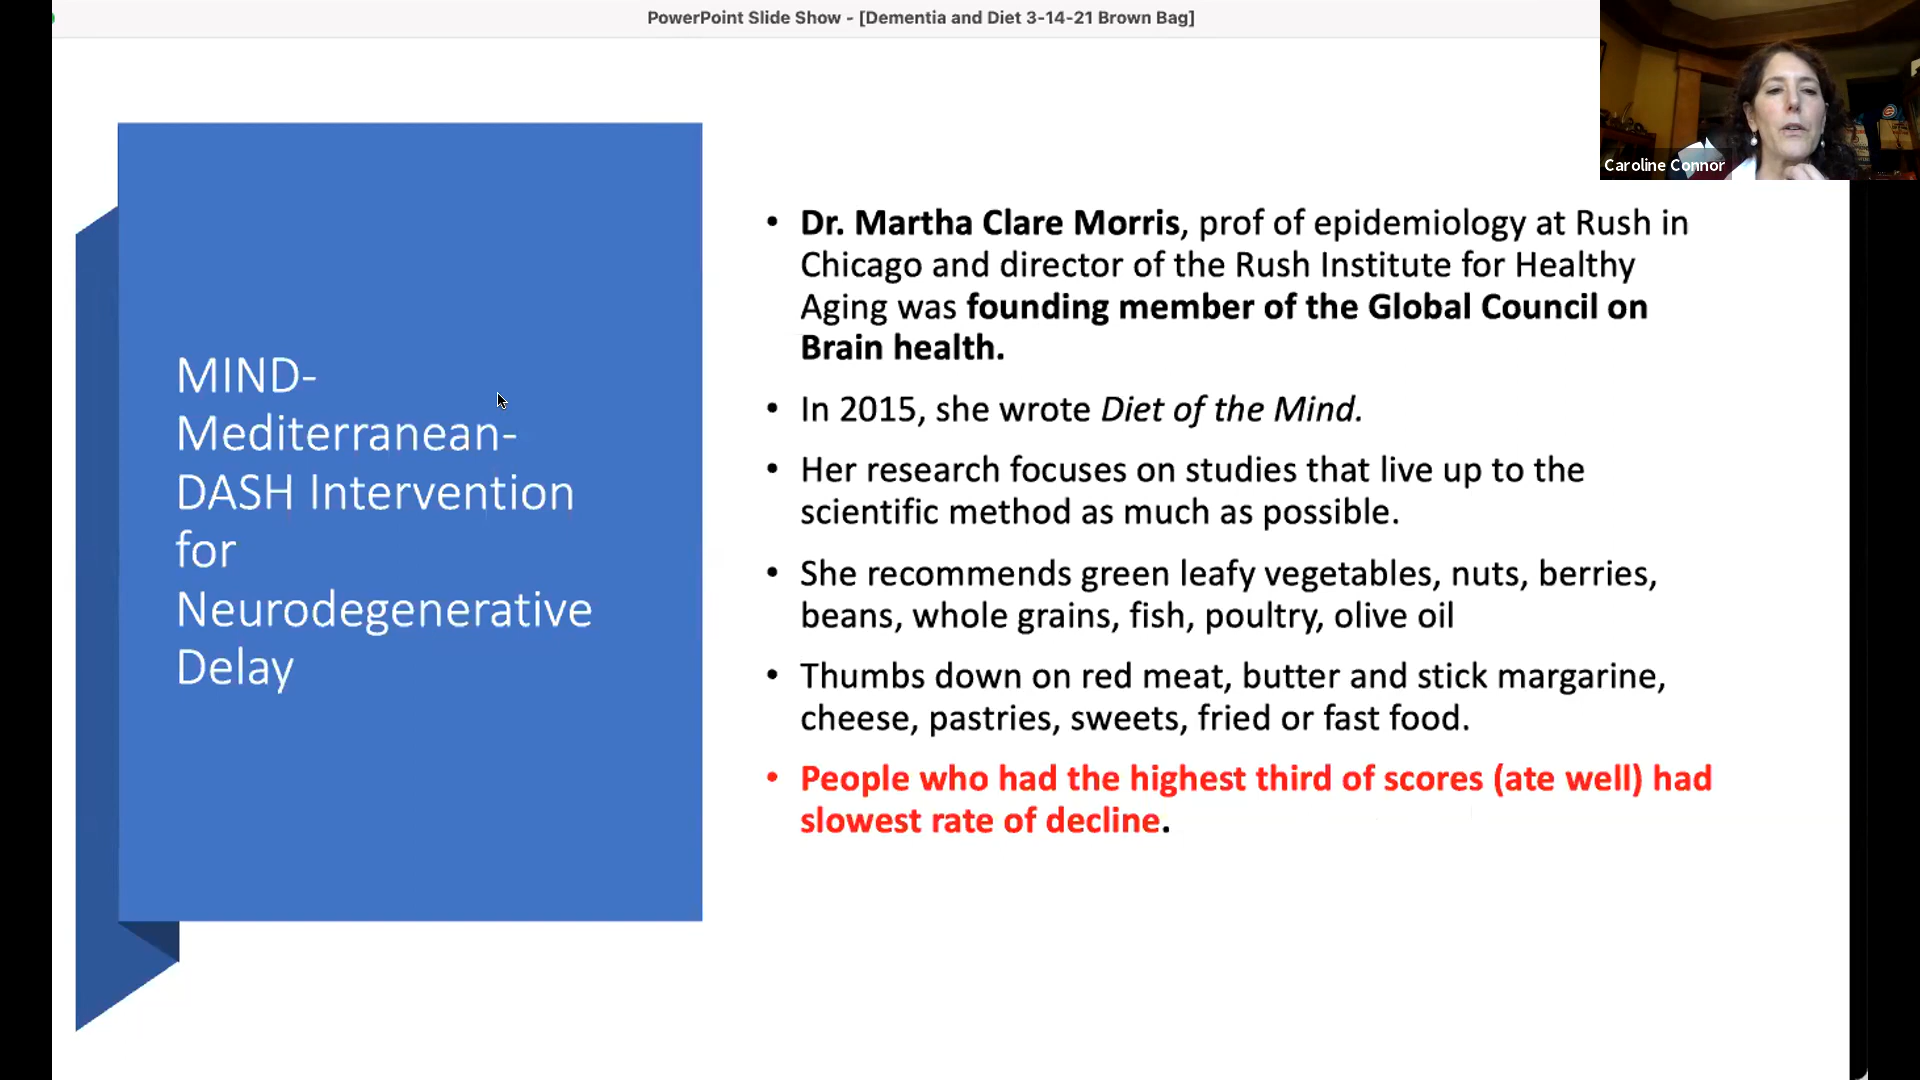 PowerPoint Slide Show - [Dementia and Diet 3-14-21 Brown Bag]
Caroline Connor
MIND-
Mediterranean-
DASH Intervention
for
Neurodegenerative
Delay
• Dr. Martha Clare Morris, prof of epidemiology at Rush in
Chicago and director of the Rush Institute for Healthy
Aging was founding member of the Global Council on
Brain health.
• In 2015, she wrote Diet of the Mind.
• Her research focuses on studies that live up to the
scientific method as much as possible.
• She recommends green leafy vegetables, nuts, berries,
beans, whole grains, fish, poultry, olive oil
• Thumbs down on red meat, butter and stick margarine,
cheese, pastries, sweets, fried or fast food.
• People who had the highest third of scores (ate well) had
slowest rate of decline.